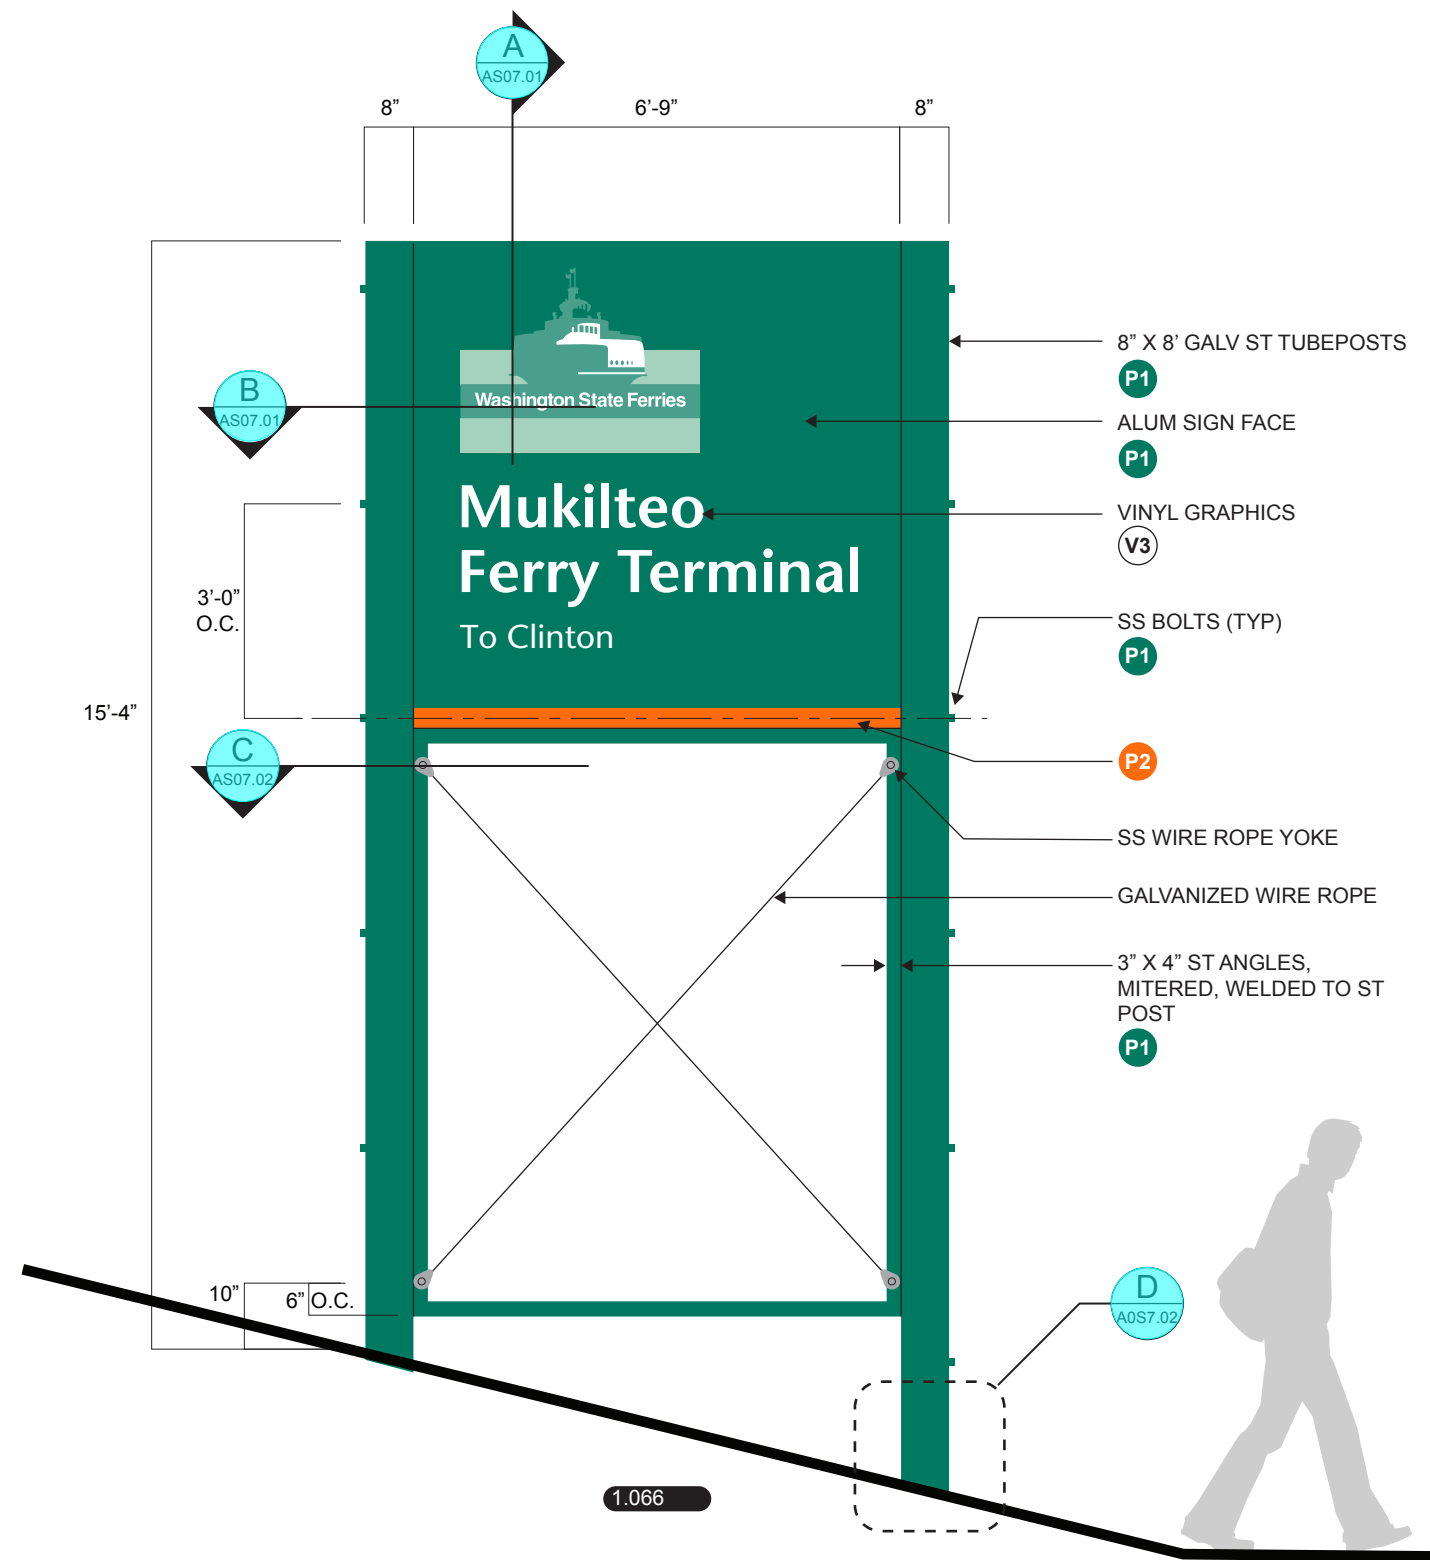 A
AS07.01
8”
6’-9”
8”
Washington State Ferries
8” X 8’ GALV ST TUBEPOSTS
P1
B
AS07.01
ALUM SIGN FACE
P1
Mukilteo
VINYL GRAPHICS
V3
Ferry Terminal
3’-0”
O.C.
To Clinton
SS BOLTS (TYP)
P1
15’-4”
C
AS07.02
P2
SS WIRE ROPE YOKE
GALVANIZED WIRE ROPE
3” X 4” ST ANGLES,
MITERED, WELDED TO ST
POST
P1
10”
6” O.C.
D
A0S7.02
1.066